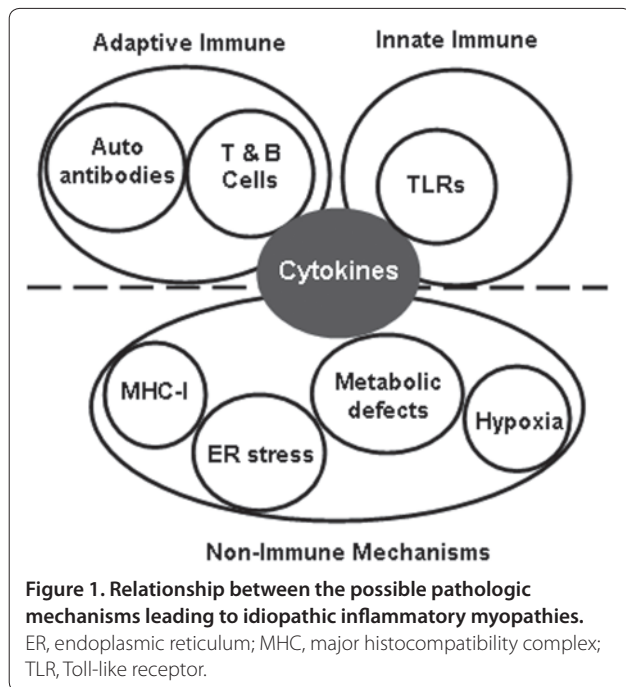 Adaptive Immune
Innate Immune
Auto
antibodies
T & B
Cells
TLRs
Cytokines
MHC-I
ER stress
Metabolic
defects
Hypoxia
Non-Immune Mechanisms
Figure 1. Relationship between the possible pathologic
mechanisms leading to idiopathic inflammatory myopathies.
ER, endoplasmic reticulum; MHC, major histocompatibility complex;
TLR, Toll-like receptor.